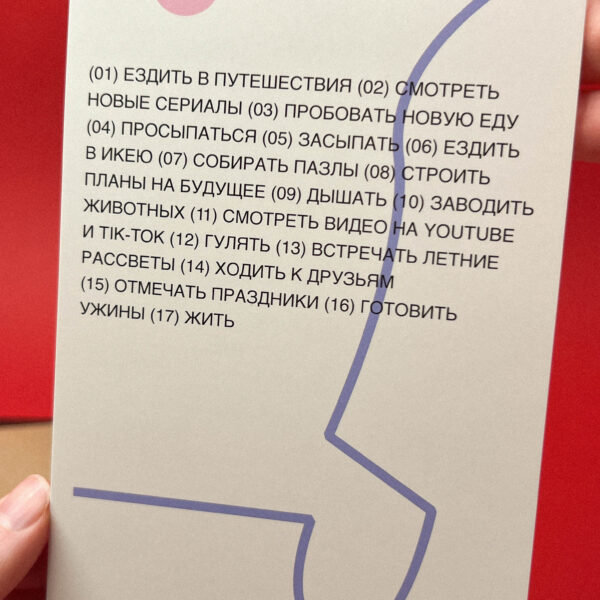 (01) ЕЗДИТЬ В ПУТЕШЕСТВИЯ (02) СМОТРЕТЬ
НОВЫЕ СЕРИАЛЫ (03) ПРОБОВАТЬ НОВУЮ ЕДУ
(04) ПРОСЫПАТЬСЯ (05) ЗАСЫПАТЬ (06) ЕЗДИТЬ
В ИКЕЮ (07) СОБИРАТЬ ПАЗЛЫ (08) СТРОИТЬ
ПЛАНЫ НА БУДУЩЕЕ (09) ДЫШАТЬ (10) ЗАВОДИТЬ
ЖИВОТНЫХ (11) СМОТРЕТЬ ВИДЕО НА YOUTUBE
И TIK-TOK (12) ГУЛЯТЬ (13) ВСТРЕЧАТЬ ЛЕТНИЕ
РАССВЕТЫ (14) ХОДИТЬ К ДРУЗЬЯМ
(15) ОТМЕЧАТЬ ПРАЗДНИКИ (16) ГОТОВИТЬ
УЖИНЫ (17) ЖИТЬ